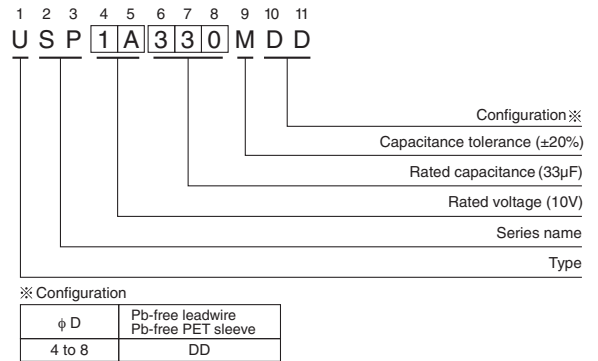 1 2 3 4 5 6 7 8 9 10 11
U S P 1 A 3 3 0 M D D
Configuration※
Capacitance tolerance (±20%)
Rated capacitance (33µF)
Rated voltage (10V)
Series name
Type
※ Configuration
ϕ D
Pb-free leadwire
Pb-free PET sleeve
4 to 8
DD